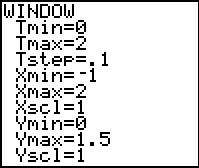 WINDOW
Tmin=0
Tmax=2
Tstep=.1
Xmin=-1
Xmax=2
Xscl=1
Ymin=0
Ymax=1.5
Yscl=1